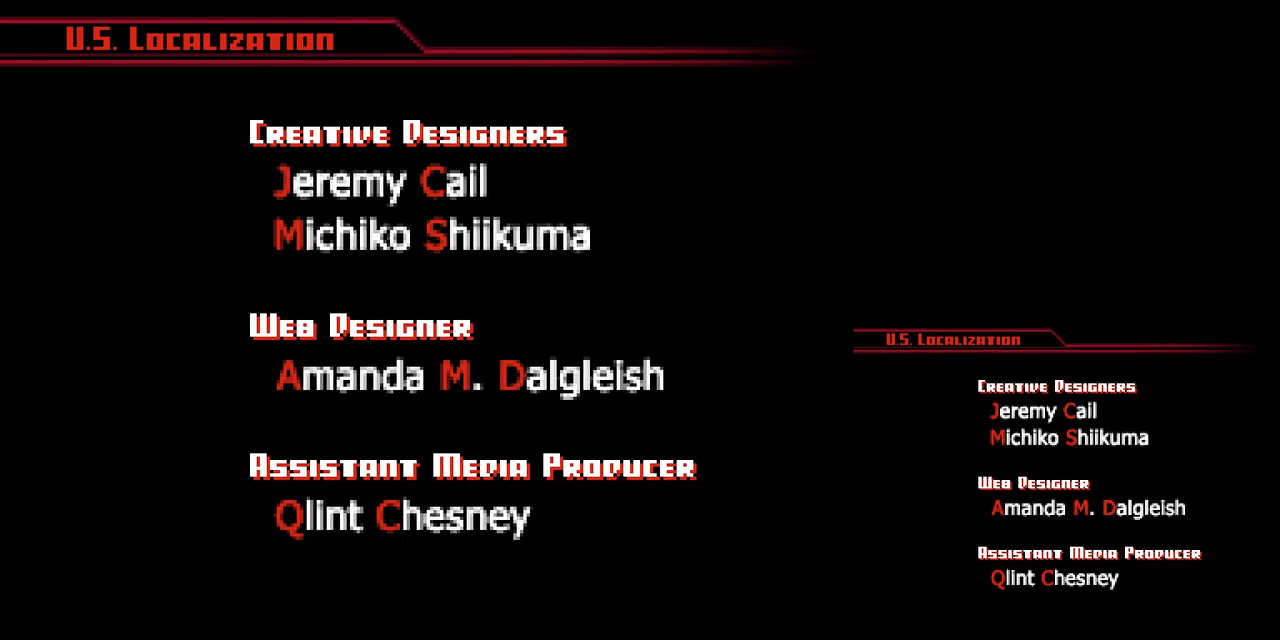 U.S. Localization
Creative Designers
Jeremy Cail
Michiko Shiikuma
Web Designer
Amanda M. Dalgleish
Assistant Media Producer
Qlint Chesney
U.S. Localization
Creative Designers
Jeremy Cail
Michiko Shiikuma
Web Designer
Amanda M. Dalgleish
Assistant Media Producer
Qlint Chesney